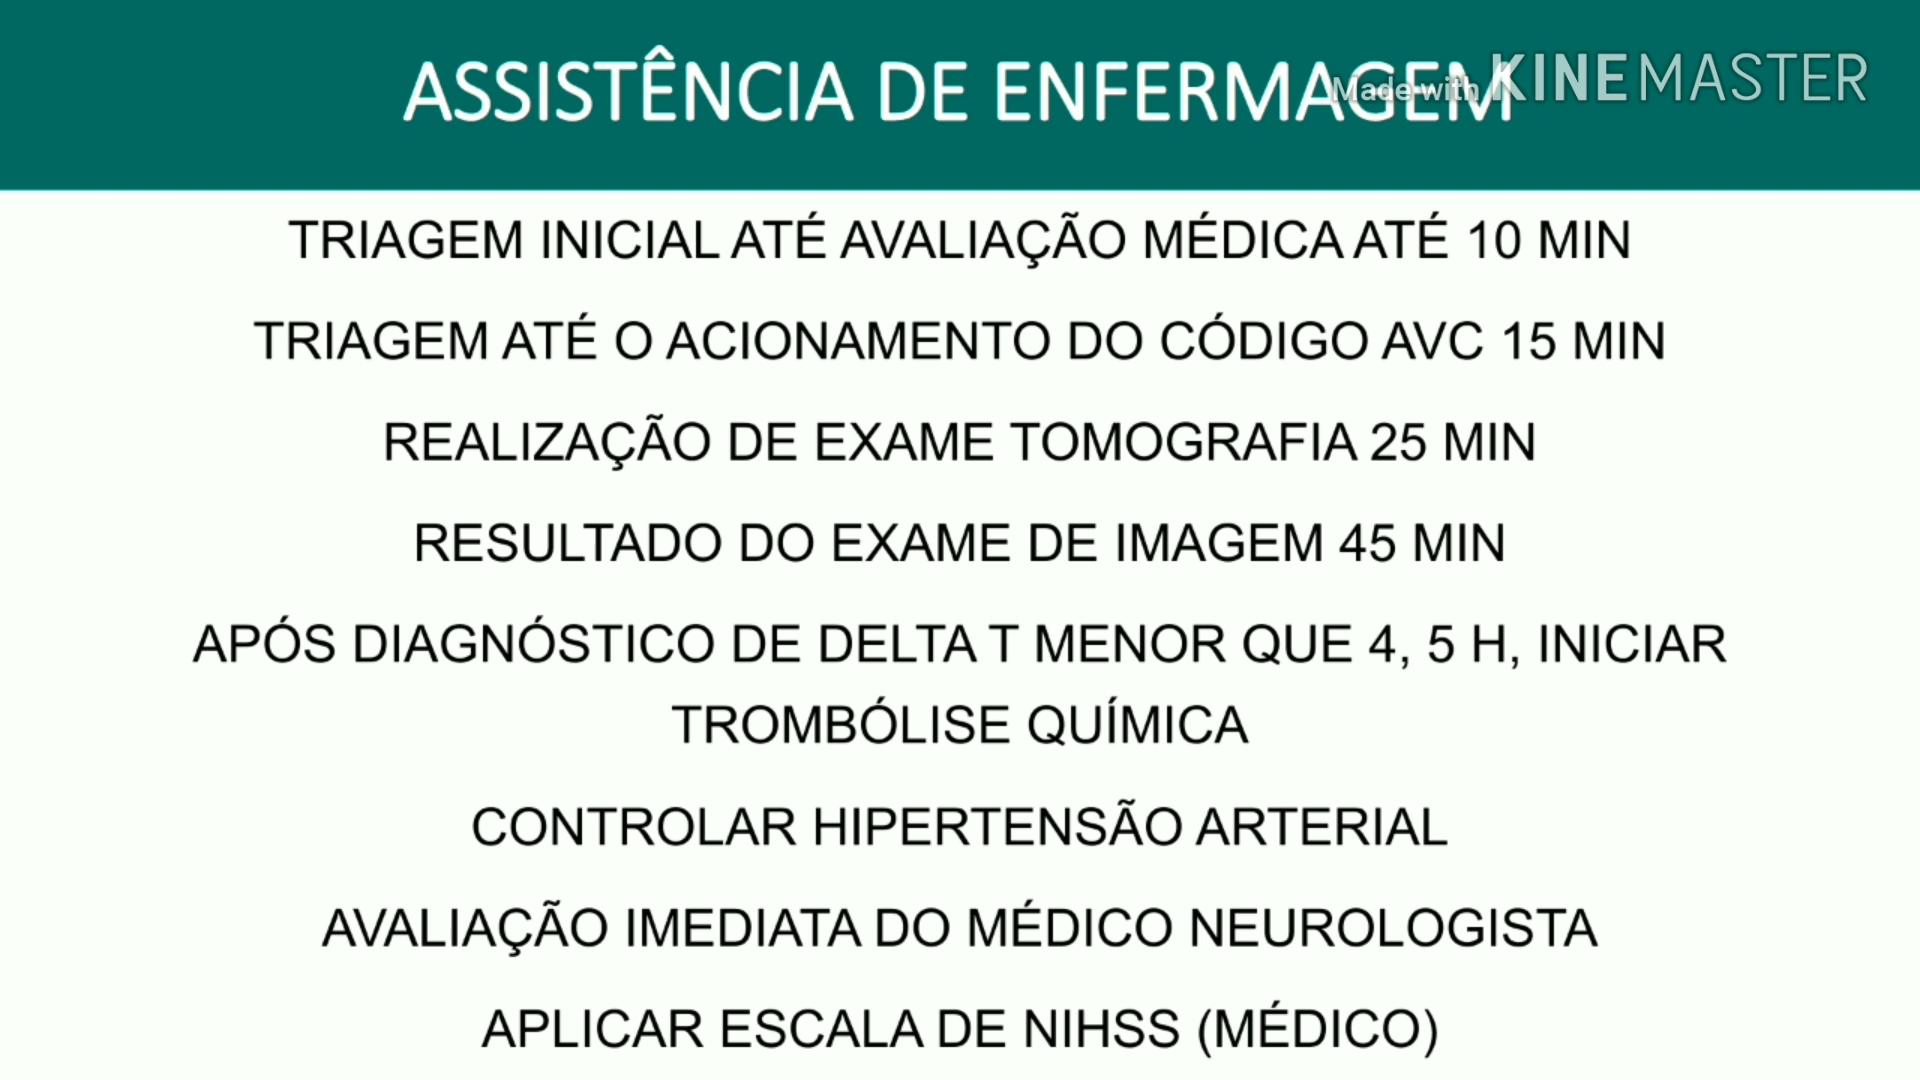 ASSISTÊNCIA DE ENFERMAGEM
Made with KINEMASTER
TRIAGEM INICIAL ATÉ AVALIAÇÃO MÉDICA ATÉ 10 MIN
TRIAGEM ATÉ O ACIONAMENTO DO CÓDIGO AVC 15 MIN
REALIZAÇÃO DE EXAME TOMOGRAFIA 25 MIN
RESULTADO DO EXAME DE IMAGEM 45 MIN
APÓS DIAGNÓSTICO DE DELTA T MENOR QUE 4, 5 H, INICIAR
TROMBÓLISE QUÍMICA
CONTROLAR HIPERTENSÃO ARTERIAL
AVALIAÇÃO IMEDIATA DO MÉDICO NEUROLOGISTA
APLICAR ESCALA DE NIHSS (MÉDICO)